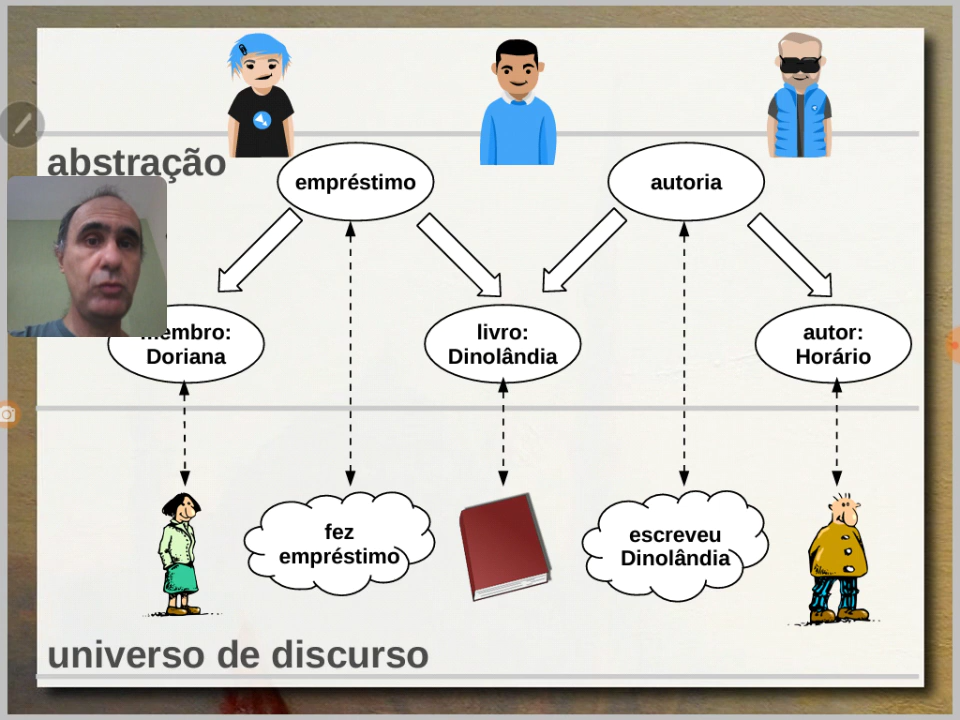 abstração
empréstimo
autoria
membro:
Doriana
livro:
Dinolândia
autor:
Horário
fez
empréstimo
escreveu
Dinolândia
universo de discurso